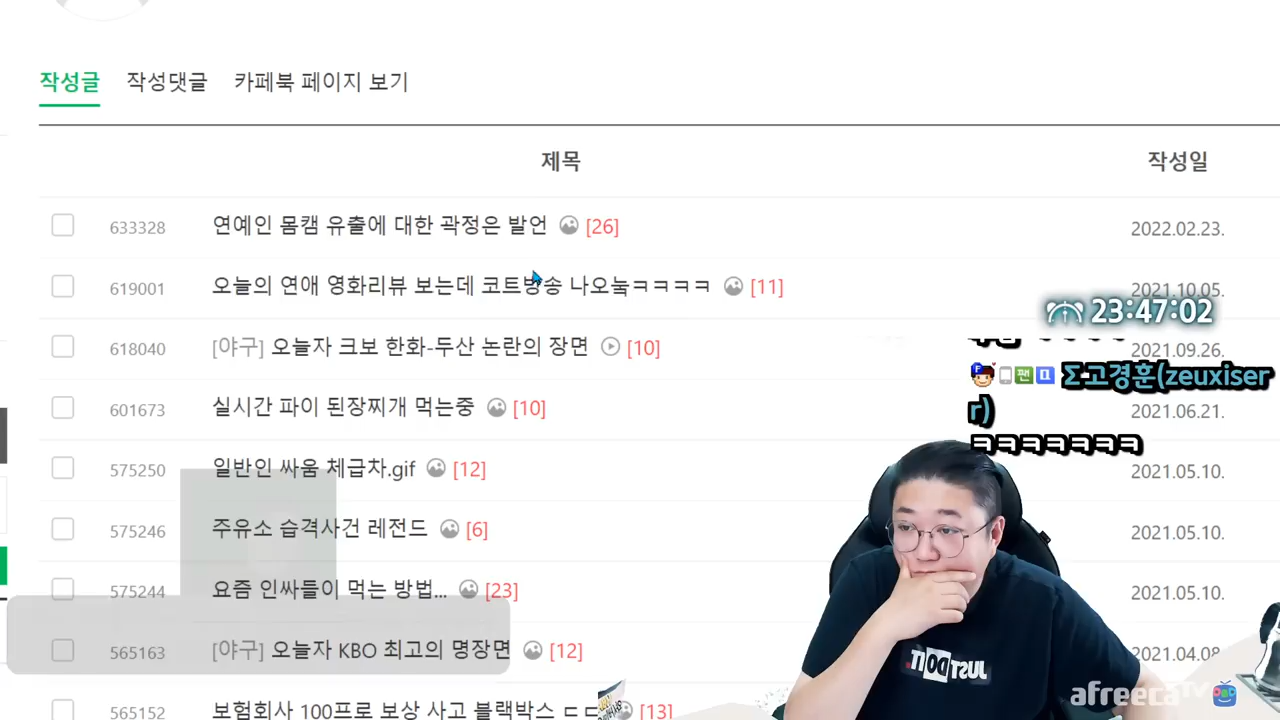 작성글 작성댓글 카페북 페이지 보기
제목 작성일
633328 연예인 몸캠 유출에 대한 곽정은 발언 [26] 2022.02.23.
619001 오늘의 연애 영화리뷰 보는데 코트방송 나오눜ㅋㅋㅋㅋ [11] 2021.10.05.
23:47:02
618040 [야구] 오늘자 크보 한화-두산 논란의 장면 [10] 2021.09.26.
팬 Σ고경훈(zeuxiser
r)
601673 실시간 파이 된장찌개 먹는중 [10] 2021.06.21.
ㅋㅋㅋㅋㅋㅋㅋ
575250 일반인 싸움 체급차.gif [12] 2021.05.10.
575246 주유소 습격사건 레전드 [6] 2021.05.10.
575244 요즘 인싸들이 먹는 방법... [23] 2021.05.10.
565163 [야구] 오늘자 KBO 최고의 명장면 [12] 2021.04.08
JUST DO IT.
afreecaTV
565152 보험회사 100프로 보상 사고 블랙박스 ㄷㄷ [13]